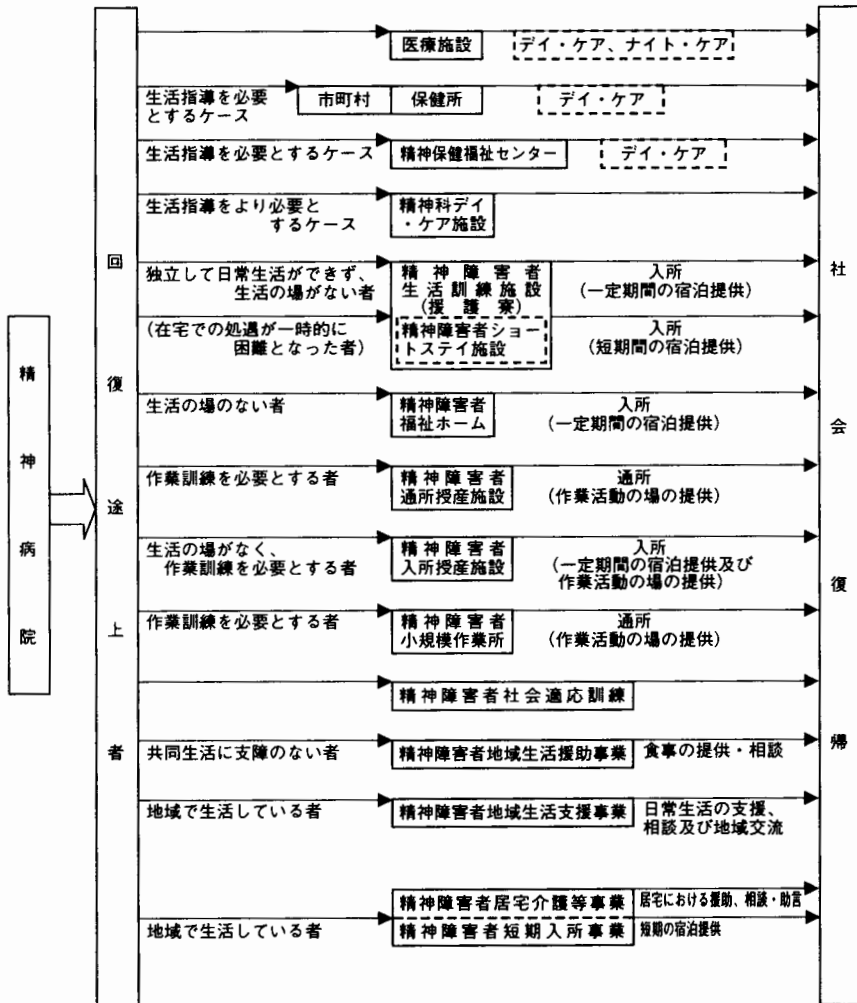 精神病院
回復途上者
医療施設 デイ・ケア、ナイト・ケア
生活指導を必要
とするケース
市町村 保健所 デイ・ケア
生活指導を必要とするケース 精神保健福祉センター デイ・ケア
生活指導をより必要と
するケース
精神科デイ
・ケア施設
独立して日常生活ができず、
生活の場がない者
精神障害者
生活訓練施設
(援護寮)
入所
(一定期間の宿泊提供)
(在宅での処遇が一時的に
困難となった者)
精神障害者ショー
トステイ施設
入所
(短期間の宿泊提供)
生活の場のない者
精神障害者
福祉ホーム
入所
(一定期間の宿泊提供)
作業訓練を必要とする者
精神障害者
通所授産施設
通所
(作業活動の場の提供)
生活の場がなく、
作業訓練を必要とする者
精神障害者
入所授産施設
入所
(一定期間の宿泊提供及び
作業活動の場の提供)
作業訓練を必要とする者
精神障害者
小規模作業所
通所
(作業活動の場の提供)
精神障害者社会適応訓練
共同生活に支障のない者 精神障害者地域生活援助事業 食事の提供・相談
地域で生活している者 精神障害者地域生活支援事業
日常生活の支援、
相談及び地域交流
精神障害者居宅介護等事業 居宅における援助、相談・助言
地域で生活している者 精神障害者短期入所事業 短期の宿泊提供
社会復帰